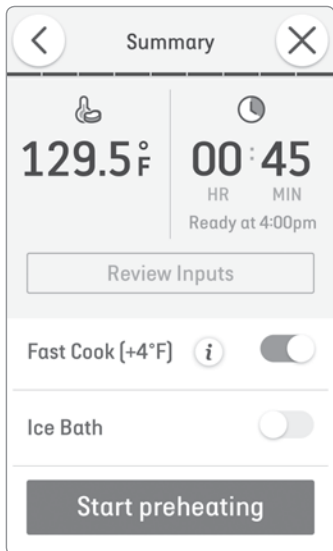 Summary
129.5°F
00:45
HR MIN
Ready at 4:00pm
Review Inputs
Fast Cook (+4°F) i
Ice Bath
Start preheating